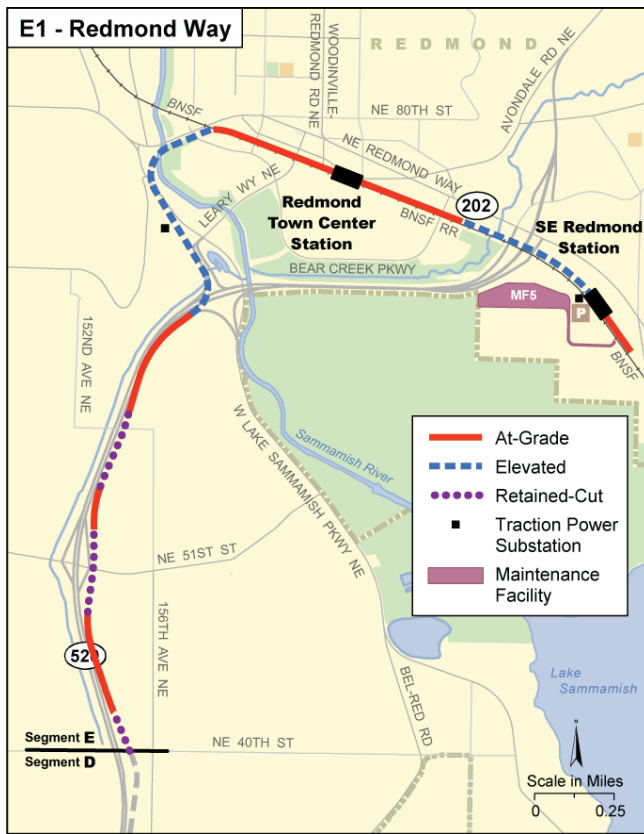 E1 - Redmond Way
REDMOND
WOODINVILLE-
REDMOND RD NE
AVONDALE RD NE
BNSF
NE 80TH ST
NE REDMOND WAY
LEARY WY NE
202
Redmond
Town Center
Station
BNSF RR
SE Redmond
Station
BEAR CREEK PKWY
MF5
P
BNSF
152ND AVE NE
W LAKE SAMMAMISH PKWY NE
Sammamish River
At-Grade
Elevated
Retained-Cut
Traction Power
Substation
Maintenance
Facility
NE 51ST ST
156TH AVE NE
520
BEL-RED RD
Lake
Sammamish
Segment E
NE 40TH ST
Segment D
N
Scale in Miles
0
0.25